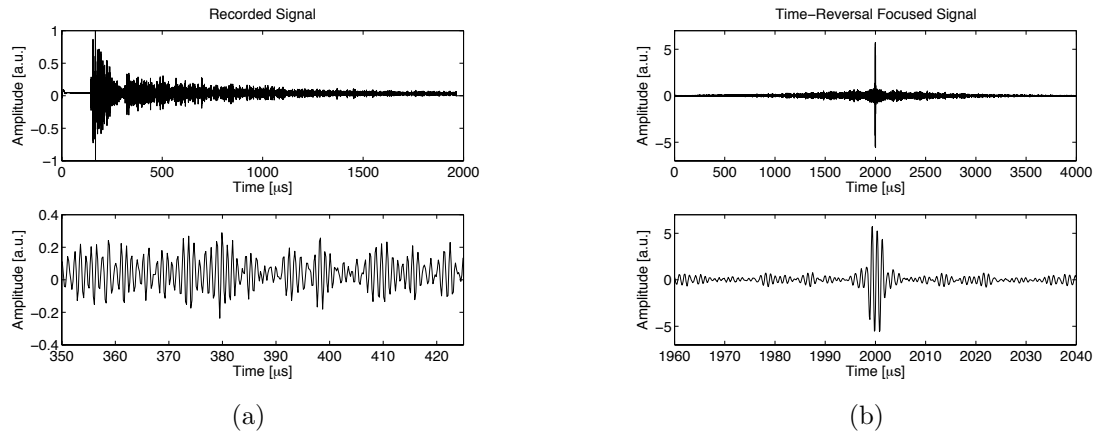 Recorded Signal
Amplitude [a.u.]
1
0.5
0
−0.5
−1
0 500 1000 1500 2000
Time [μs]
Amplitude [a.u.]
0.4
0.2
0
−0.2
−0.4
350 360 370 380 390 400 410 420
Time [μs]
(a)
Time−Reversal Focused Signal
Amplitude [a.u.]
5
0
−5
0 500 1000 1500 2000 2500 3000 3500 4000
Time [μs]
Amplitude [a.u.]
5
0
−5
1960 1970 1980 1990 2000 2010 2020 2030 2040
Time [μs]
(b)